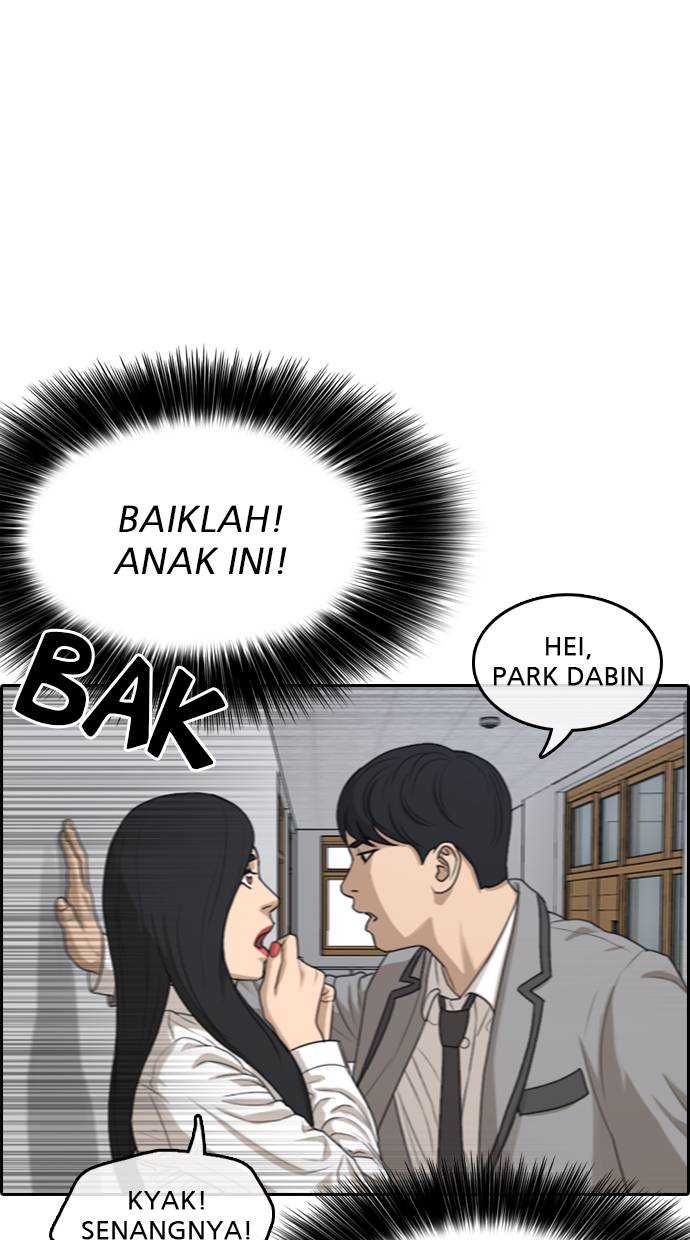 BAIKLAH!
ANAK INI!
HEI,
PARK DABIN
BAK
KYAK!
SENANGNYA!